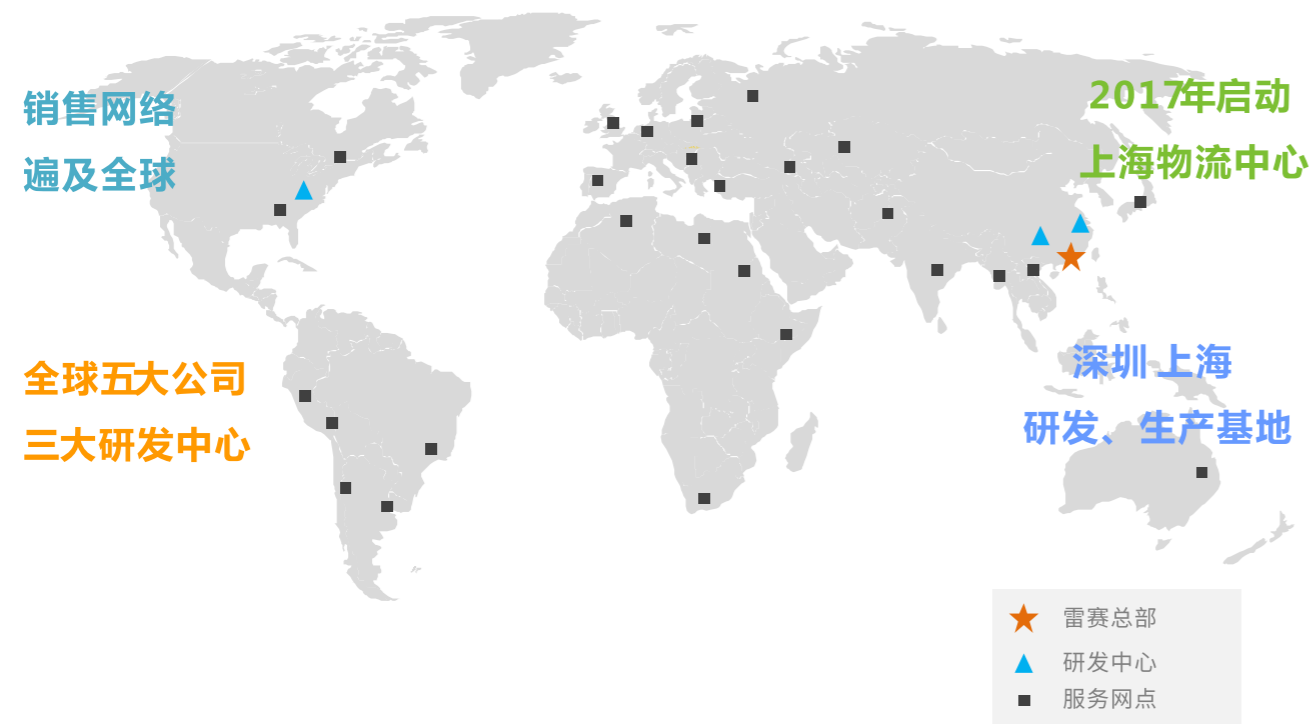 销售网络
遍及全球
2017年启动
上海物流中心
全球五大公司
三大研发中心
深圳 上海
研发、生产基地
雷赛总部
研发中心
服务网点